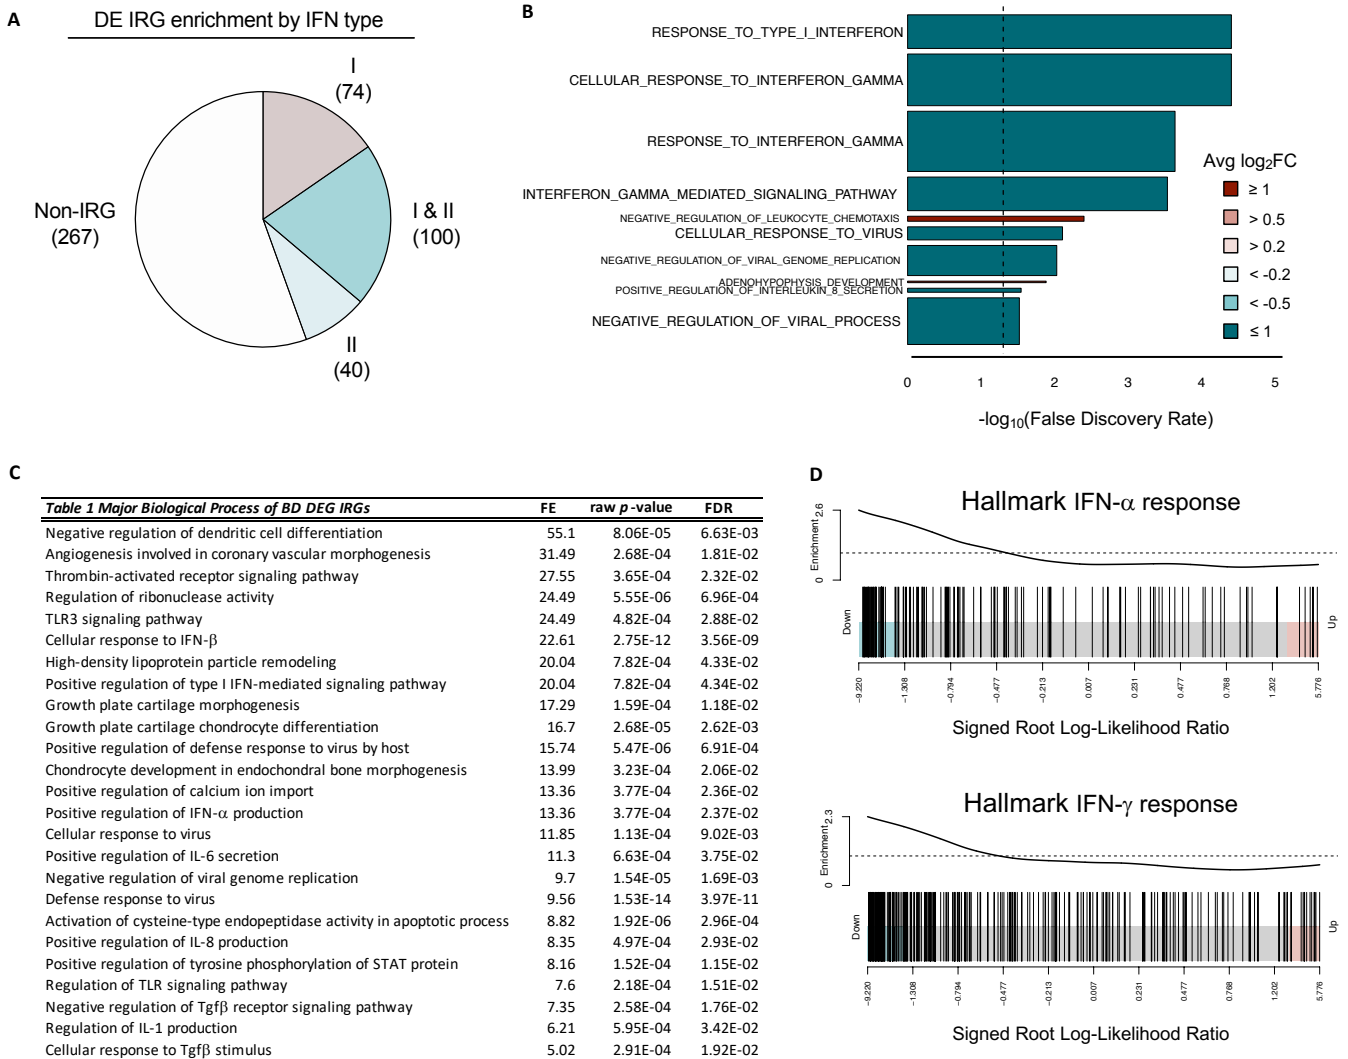 A
DE IRG enrichment by IFN type
I
(74)
I & II
(100)
II
(40)
Non-IRG
(267)
B
RESPONSE_TO_TYPE_I_INTERFERON
CELLULAR_RESPONSE_TO_INTERFERON_GAMMA
RESPONSE_TO_INTERFERON_GAMMA
INTERFERON_GAMMA_MEDIATED_SIGNALING_PATHWAY
NEGATIVE_REGULATION_OF_LEUKOCYTE_CHEMOTAXIS
CELLULAR_RESPONSE_TO_VIRUS
NEGATIVE_REGULATION_OF_VIRAL_GENOME_REPLICATION
ADENOHYPOPHYSIS_DEVELOPMENT
POSITIVE_REGULATION_OF_INTERLEUKIN_8_SECRETION
NEGATIVE_REGULATION_OF_VIRAL_PROCESS
0 1 2 3 4 5
-log10(False Discovery Rate)
Avg log2FC
≥ 1
> 0.5
> 0.2
< -0.2
< -0.5
≤ 1
C
Table 1 Major Biological Process of BD DEG IRGs FE raw p-value FDR
Negative regulation of dendritic cell differentiation 55.1 8.06E-05 6.63E-03
Angiogenesis involved in coronary vascular morphogenesis 31.49 2.68E-04 1.81E-02
Thrombin-activated receptor signaling pathway 27.55 3.65E-04 2.32E-02
Regulation of ribonuclease activity 24.49 5.55E-06 6.96E-04
TLR3 signaling pathway 24.49 4.82E-04 2.88E-02
Cellular response to IFN-β 22.61 2.75E-12 3.56E-09
High-density lipoprotein particle remodeling 20.04 7.82E-04 4.33E-02
Positive regulation of type I IFN-mediated signaling pathway 20.04 7.82E-04 4.34E-02
Growth plate cartilage morphogenesis 17.29 1.59E-04 1.18E-02
Growth plate cartilage chondrocyte differentiation 16.7 2.68E-05 2.62E-03
Positive regulation of defense response to virus by host 15.74 5.47E-06 6.91E-04
Chondrocyte development in endochondral bone morphogenesis 13.99 3.23E-04 2.06E-02
Positive regulation of calcium ion import 13.36 3.77E-04 2.36E-02
Positive regulation of IFN-α production 13.36 3.77E-04 2.37E-02
Cellular response to virus 11.85 1.13E-04 9.02E-03
Positive regulation of IL-6 secretion 11.3 6.63E-04 3.75E-02
Negative regulation of viral genome replication 9.7 1.54E-05 1.69E-03
Defense response to virus 9.56 1.53E-14 3.97E-11
Activation of cysteine-type endopeptidase activity in apoptotic process 8.82 1.92E-06 2.96E-04
Positive regulation of IL-8 production 8.35 4.97E-04 2.93E-02
Positive regulation of tyrosine phosphorylation of STAT protein 8.16 1.52E-04 1.15E-02
Regulation of TLR signaling pathway 7.6 2.18E-04 1.51E-02
Negative regulation of Tgfβ receptor signaling pathway 7.35 2.58E-04 1.76E-02
Regulation of IL-1 production 6.21 5.95E-04 3.42E-02
Cellular response to Tgfβ stimulus 5.02 2.91E-04 1.92E-02
D
Hallmark IFN-α response
0 Enrichment 2.6
Down
Up
-9.220 -1.308 -0.794 -0.477 -0.213 0.007 0.231 0.477 0.768 1.202 5.776
Signed Root Log-Likelihood Ratio
Hallmark IFN-γ response
0 Enrichment 2.3
Down
Up
-9.220 -1.308 -0.794 -0.477 -0.213 0.007 0.231 0.477 0.768 1.202 5.776
Signed Root Log-Likelihood Ratio